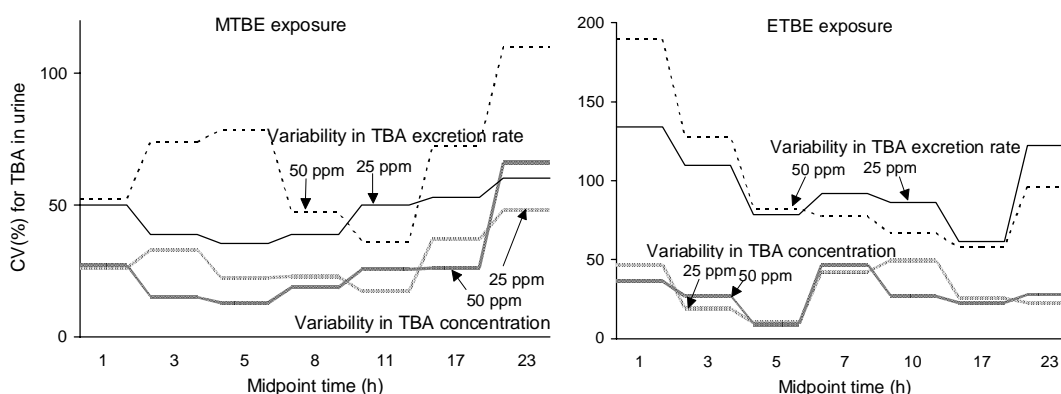 MTBE exposure
CV(%) for TBA in urine
100
50
0
Variability in TBA excretion rate
50 ppm
25 ppm
25 ppm
50 ppm
Variability in TBA concentration
1 3 5 8 11 17 23
Midpoint time (h)
ETBE exposure
200
150
100
50
0
Variability in TBA excretion rate
50 ppm
25 ppm
Variability in TBA concentration
25 ppm
50 ppm
1 3 5 7 10 17 23
Midpoint time (h)